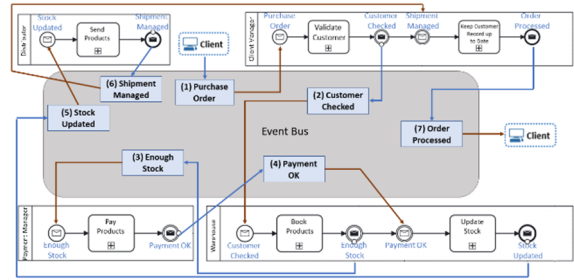 Stock
Updated
Send
Products
Shipment
Managed
Distributor
Client
Client Manager
Purchase
Order
Validate
Customer
Customer
Checked
Shipment
Managed
Keep Customer
Record up
to Date
Order
Processed
(6) Shipment
Managed
(1) Purchase
Order
(2) Customer
Checked
(5) Stock
Updated
Event Bus
(7) Order
Processed
Client
(3) Enough
Stock
(4) Payment
OK
Payment Manager
Enough
Stock
Pay
Products
Payment OK
Warehouse
Customer
Checked
Book
Products
Enough
Stock
Payment OK
Update
Stock
Stock
Updated